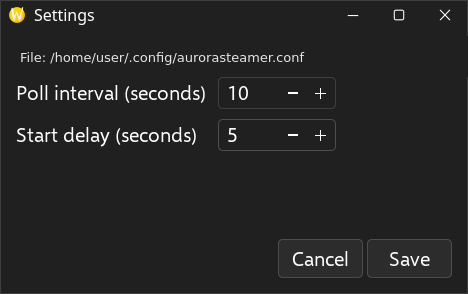 Settings
File: /home/user/.config/aurorasteamer.conf
Poll interval (seconds) 10 − +
Start delay (seconds) 5 − +
Cancel Save